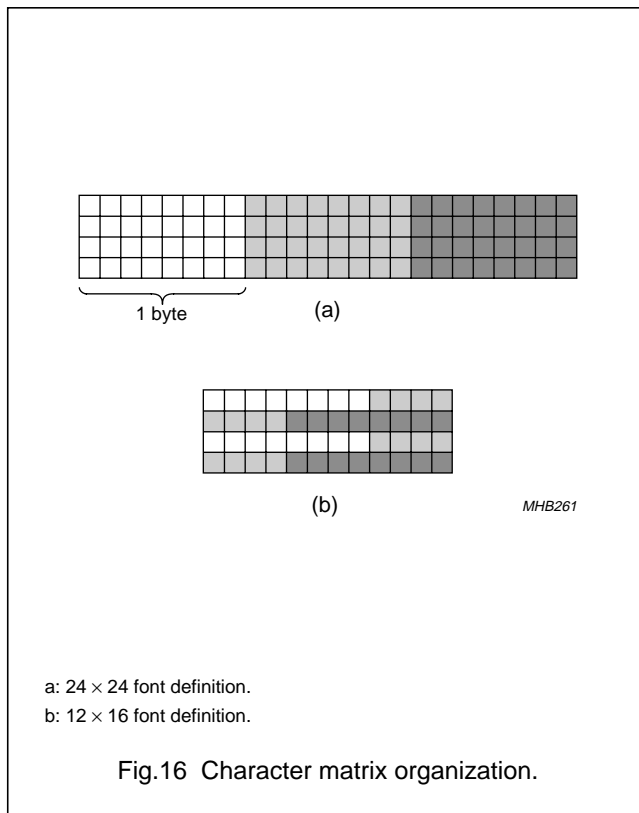 1 byte
(a)
(b)
MHB261
a: 24 × 24 font definition.
b: 12 × 16 font definition.
Fig.16 Character matrix organization.